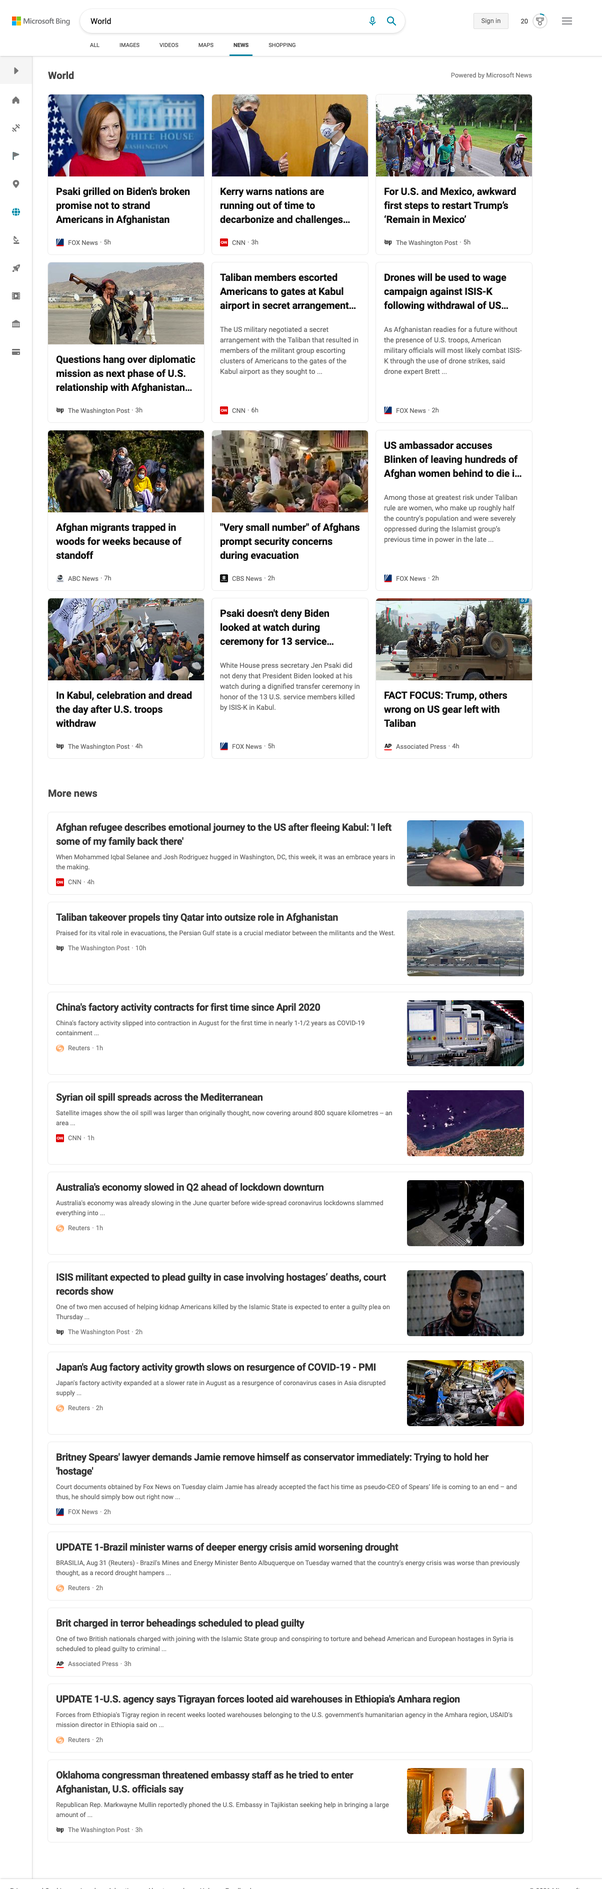 Microsoft Bing
World
Sign in
20
ALL
IMAGES
VIDEOS
MAPS
NEWS
SHOPPING
World
Powered by Microsoft News
Psaki grilled on Biden's broken
promise not to strand
Americans in Afghanistan
FOX News · 5h
Kerry warns nations are
running out of time to
decarbonize and challenges...
CNN · 3h
For U.S. and Mexico, awkward
first steps to restart Trump's
'Remain in Mexico'
The Washington Post · 5h
Questions hang over diplomatic
mission as next phase of U.S.
relationship with Afghanistan...
The Washington Post · 3h
Taliban members escorted
Americans to gates at Kabul
airport in secret arrangement...
The US military negotiated a secret
arrangement with the Taliban that resulted in
members of the militant group escorting
clusters of Americans to the gates of the
Kabul airport as they sought to ...
CNN · 6h
Drones will be used to wage
campaign against ISIS-K
following withdrawal of US...
As Afghanistan readies for a future without
the presence of U.S. troops, American
military officials will most likely combat ISIS-
K through the use of drone strikes, said
drone expert Brett ...
FOX News · 2h
Afghan migrants trapped in
woods for weeks because of
standoff
ABC News · 7h
"Very small number" of Afghans
prompt security concerns
during evacuation
CBS News · 2h
US ambassador accuses
Blinken of leaving hundreds of
Afghan women behind to die i...
Among those at greatest risk under Taliban
rule are women, who make up roughly half
the country's population and were severely
oppressed during the Islamist group's
previous time in power in the late ...
FOX News · 2h
In Kabul, celebration and dread
the day after U.S. troops
withdraw
The Washington Post · 4h
Psaki doesn't deny Biden
looked at watch during
ceremony for 13 service...
White House press secretary Jen Psaki did
not deny that President Biden looked at his
watch during a dignified transfer ceremony in
honor of the 13 U.S. service members killed
by ISIS-K in Kabul.
FOX News · 5h
FACT FOCUS: Trump, others
wrong on US gear left with
Taliban
Associated Press · 4h
More news
Afghan refugee describes emotional journey to the US after fleeing Kabul: 'I left
some of my family back there'
When Mohammed Iqbal Selanee and Josh Rodriguez hugged in Washington, DC, this week, it was an embrace years in
the making.
CNN · 4h
Taliban takeover propels tiny Qatar into outsize role in Afghanistan
Praised for its vital role in evacuations, the Persian Gulf state is a crucial mediator between the militants and the West.
The Washington Post · 10h
China's factory activity contracts for first time since April 2020
China's factory activity slipped into contraction in August for the first time in nearly 1-1/2 years as COVID-19
containment ...
Reuters · 1h
Syrian oil spill spreads across the Mediterranean
Satellite images show the oil spill was larger than originally thought, now covering around 800 square kilometres – an
area ...
CNN · 1h
Australia's economy slowed in Q2 ahead of lockdown downturn
Australia's economy was already slowing in the June quarter before wide-spread coronavirus lockdowns slammed
everything into ...
Reuters · 1h
ISIS militant expected to plead guilty in case involving hostages' deaths, court
records show
One of two men accused of helping kidnap Americans killed by the Islamic State is expected to enter a guilty plea on
Thursday ...
The Washington Post · 2h
Japan's Aug factory activity growth slows on resurgence of COVID-19 - PMI
Japan's factory activity expanded at a slower rate in August as a resurgence of coronavirus cases in Asia disrupted
supply ...
Reuters · 2h
Britney Spears' lawyer demands Jamie remove himself as conservator immediately: Trying to hold her
'hostage'
Court documents obtained by Fox News on Tuesday claim Jamie has already accepted the fact his time as pseudo-CEO of Spears' life is coming to an end – and
thus, he should simply bow out right now ...
FOX News · 2h
UPDATE 1-Brazil minister warns of deeper energy crisis amid worsening drought
BRASILIA, Aug 31 (Reuters) - Brazil's Mines and Energy Minister Bento Albuquerque on Tuesday warned that the country's energy crisis was worse than previously
thought, as a record drought hampers ...
Reuters · 2h
Brit charged in terror beheadings scheduled to plead guilty
One of two British nationals charged with joining with the Islamic State group and conspiring to torture and behead American and European hostages in Syria is
scheduled to plead guilty to criminal ...
Associated Press · 3h
UPDATE 1-U.S. agency says Tigrayan forces looted aid warehouses in Ethiopia's Amhara region
Forces from Ethiopia's Tigray region in recent weeks looted warehouses belonging to the U.S. government's humanitarian agency in the Amhara region, USAID's
mission director in Ethiopia said on ...
Reuters · 2h
Oklahoma congressman threatened embassy staff as he tried to enter
Afghanistan, U.S. officials say
Republican Rep. Markwayne Mullin reportedly phoned the U.S. Embassy in Tajikistan seeking help in bringing a large
amount of ...
The Washington Post · 3h